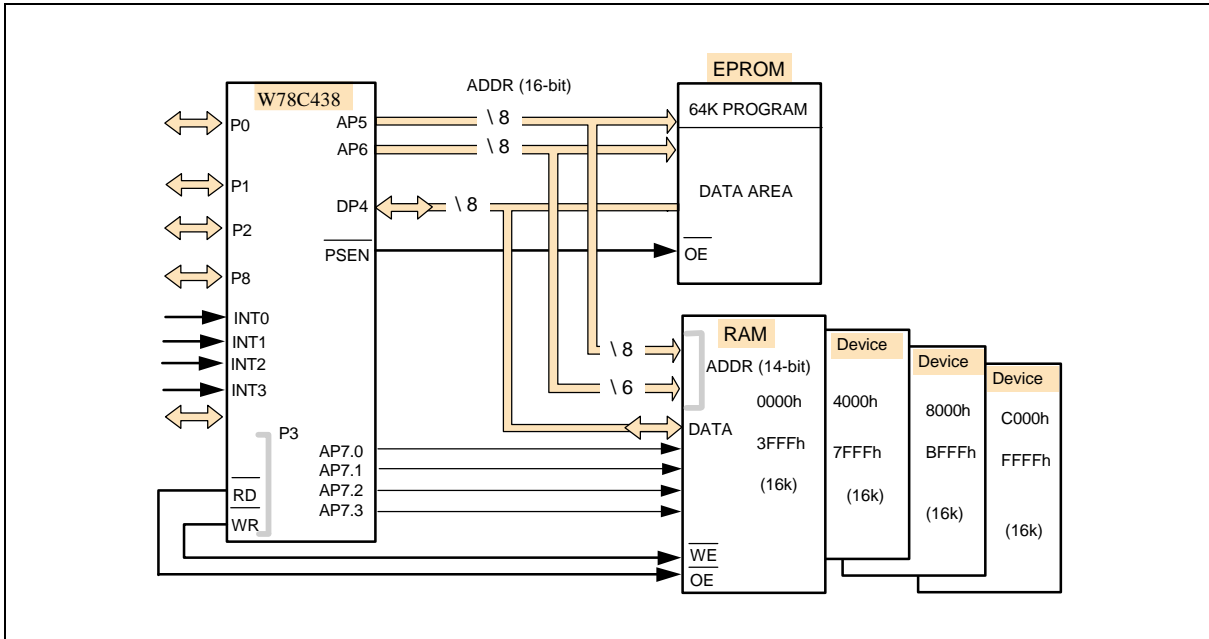 W78C438
P0
P1
P2
P8
INT0
INT1
INT2
INT3
P3
RD
WR
AP5
AP6
DP4
PSEN
AP7.0
AP7.1
AP7.2
AP7.3
ADDR (16-bit)
\ 8
\ 8
\ 8
EPROM
64K PROGRAM
DATA AREA
OE
\ 8
\ 6
RAM
ADDR (14-bit)
0000h
DATA
3FFFh
(16k)
WE
OE
Device
4000h
7FFFh
(16k)
Device
8000h
BFFFh
(16k)
Device
C000h
FFFFh
(16k)